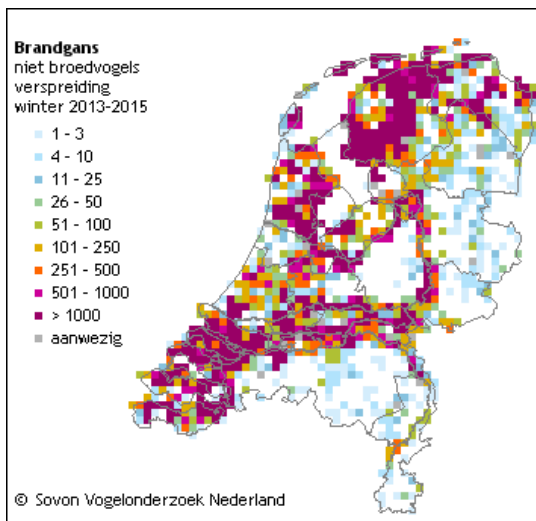 Brandgans
niet broedvogels
verspreiding
winter 2013-2015
1 - 3
4 - 10
11 - 25
26 - 50
51 - 100
101 - 250
251 - 500
501 - 1000
> 1000
aanwezig
© Sovon Vogelonderzoek Nederland